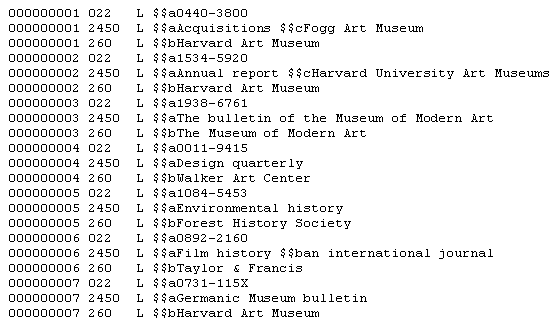 000000001 022   L $$a0440-3800
000000001 2450  L $$aAcquisitions $$cFogg Art Museum
000000001 260   L $$bHarvard Art Museum
000000002 022   L $$a1534-5920
000000002 2450  L $$aAnnual report $$cHarvard University Art Museums
000000002 260   L $$bHarvard Art Museum
000000003 022   L $$a1938-6761
000000003 2450  L $$aThe bulletin of the Museum of Modern Art
000000003 260   L $$bThe Museum of Modern Art
000000004 022   L $$a0011-9415
000000004 2450  L $$aDesign quarterly
000000004 260   L $$bWalker Art Center
000000005 022   L $$a1084-5453
000000005 2450  L $$aEnvironmental history
000000005 260   L $$bForest History Society
000000006 022   L $$a0892-2160
000000006 2450  L $$aFilm history $$ban international journal
000000006 260   L $$bTaylor & Francis
000000007 022   L $$a0731-115X
000000007 2450  L $$aGermanic Museum bulletin
000000007 260   L $$bHarvard Art Museum